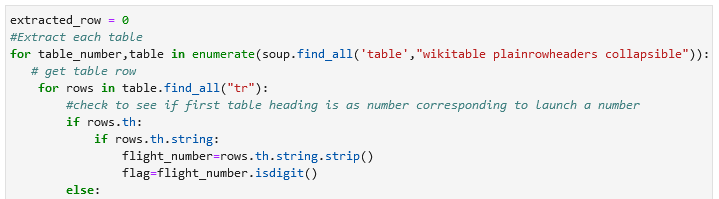 extracted_row = 0
#Extract each table
for table_number,table in enumerate(soup.find_all('table',"wikitable plainrowheaders collapsible")):
   # get table row
    for rows in table.find_all("tr"):
        #check to see if first table heading is as number corresponding to launch a number
        if rows.th:
            if rows.th.string:
                flight_number=rows.th.string.strip()
                flag=flight_number.isdigit()
        else: